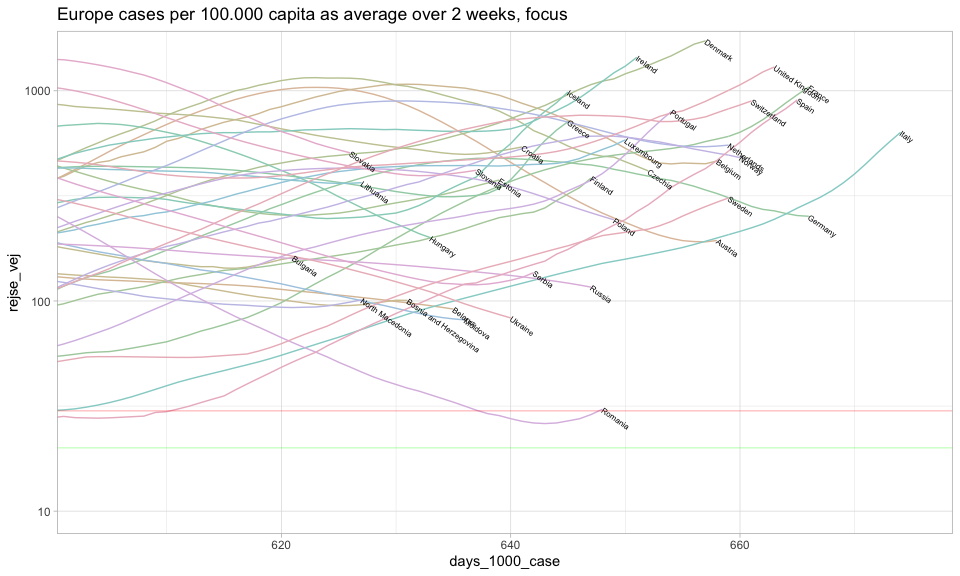 Europe cases per 100.000 capita as average over 2 weeks, focus
Denmark
Ireland
United Kingdom
France
Iceland
Switzerland
Spain
Portugal
Greece
Italy
Luxembourg
Netherlands
Norway
Croatia
Slovakia
Belgium
Slovenia
Estonia
Finland
Czechia
Lithuania
Sweden
Poland
Germany
Hungary
Austria
Bulgaria
Serbia
Russia
North Macedonia
Bosnia and Herzegovina
Belarus
Moldova
Ukraine
Romania
1000
100
10
rejse_vej
620
640
660
days_1000_case